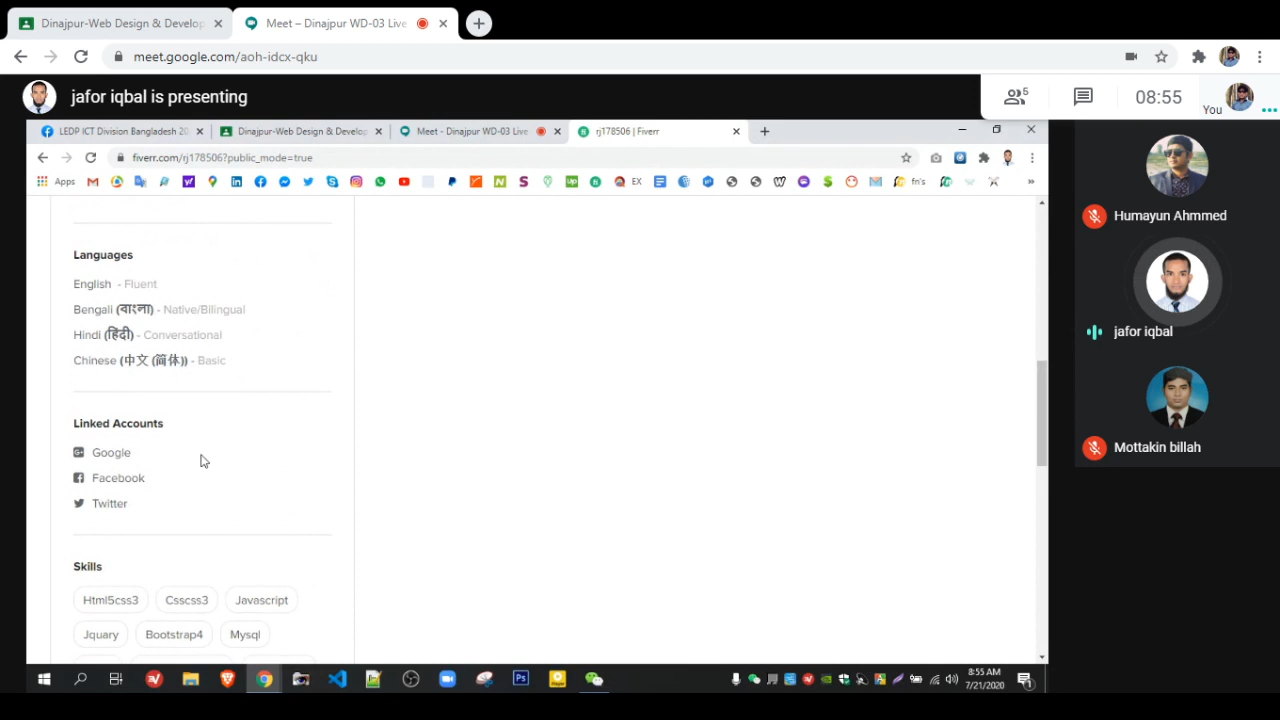 Dinajpur-Web Design & Develop
Meet – Dinajpur WD-03 Live
meet.google.com/aoh-idcx-qku
jafor iqbal is presenting
5
08:55
You
LEDP ICT Division Bangladesh 20
Dinajpur-Web Design & Develop
Meet - Dinajpur WD-03 Live
rj178506 | Fiverr
fiverr.com/rj178506?public_mode=true
Apps
EX
fn's
Languages
English - Fluent
Bengali (বাংলা) - Native/Bilingual
Hindi (हिंदी) - Conversational
Chinese (中文 (简体)) - Basic
Linked Accounts
Google
Facebook
Twitter
Skills
Html5css3 Csscss3 Javascript
Jquary Bootstrap4 Mysql
Humayun Ahmmed
jafor iqbal
Mottakin billah
8:55 AM
7/21/2020